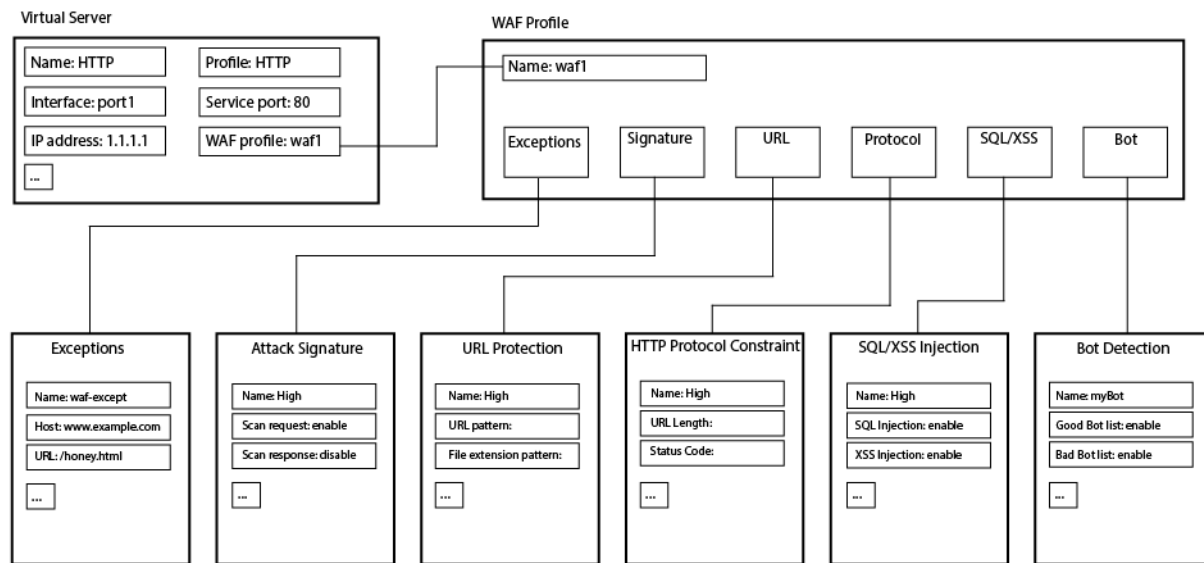 Virtual Server
Name: HTTP
Profile: HTTP
Interface: port1
Service port: 80
IP address: 1.1.1.1
WAF profile: waf1
...
WAF Profile
Name: waf1
Exceptions
Signature
URL
Protocol
SQL/XSS
Bot
Exceptions
Name: waf-except
Host: www.example.com
URL: /honey.html
...
Attack Signature
Name: High
Scan request: enable
Scan response: disable
...
URL Protection
Name: High
URL pattern:
File extension pattern:
...
HTTP Protocol Constraint
Name: High
URL Length:
Status Code:
...
SQL/XSS Injection
Name: High
SQL Injection: enable
XSS Injection: enable
...
Bot Detection
Name: myBot
Good Bot list: enable
Bad Bot list: enable
...